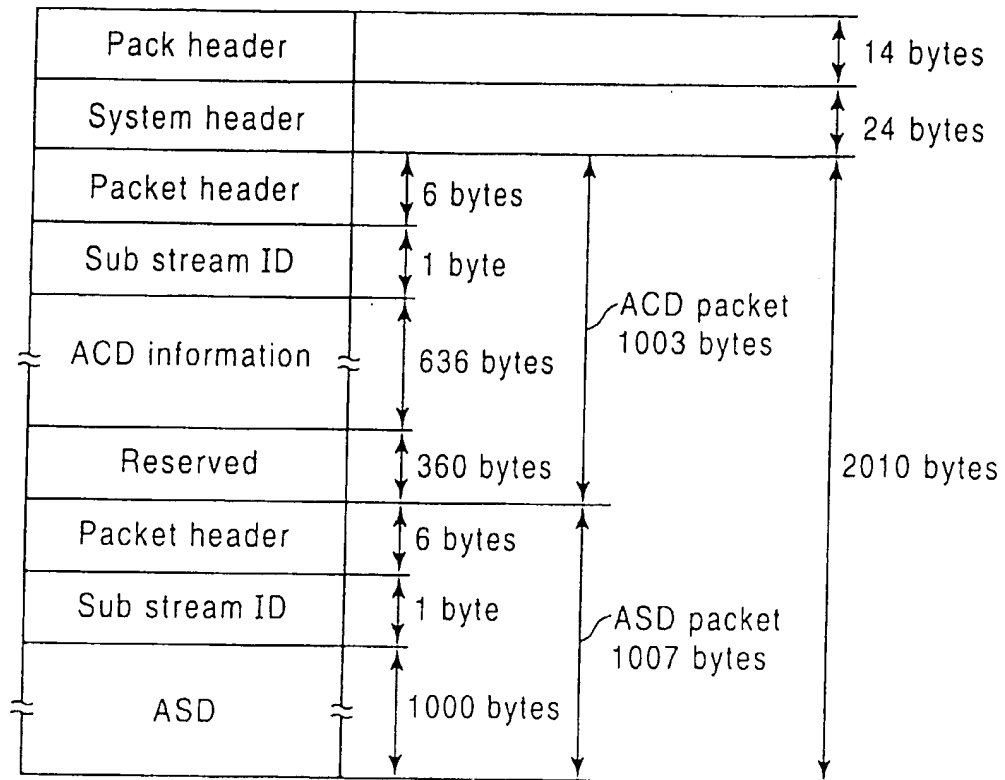 Pack header
14 bytes
System header
24 bytes
Packet header
6 bytes
Sub stream ID
1 byte
ACD information
636 bytes
ACD packet
1003 bytes
Reserved
360 bytes
2010 bytes
Packet header
6 bytes
Sub stream ID
1 byte
ASD packet
1007 bytes
ASD
1000 bytes